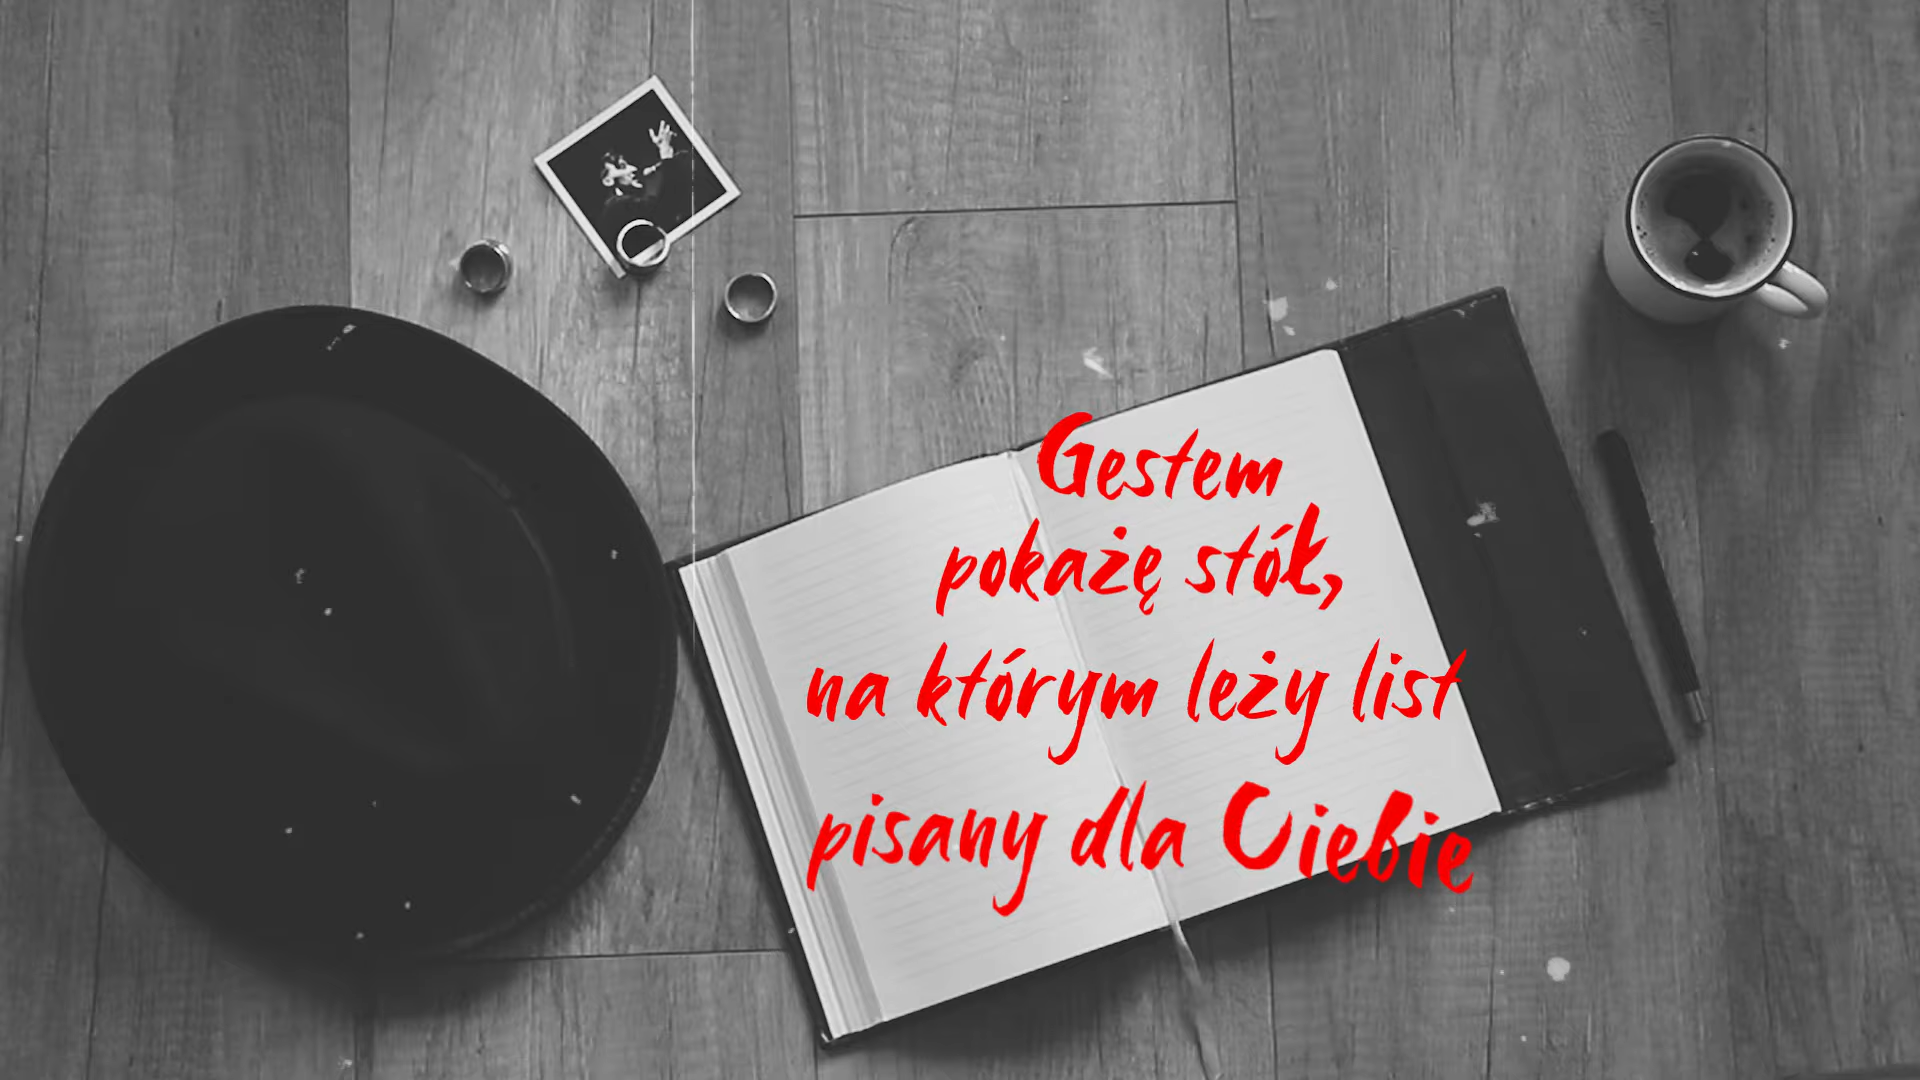 Gestem
pokażę stół,
na którym leży list
pisany dla Ciebie